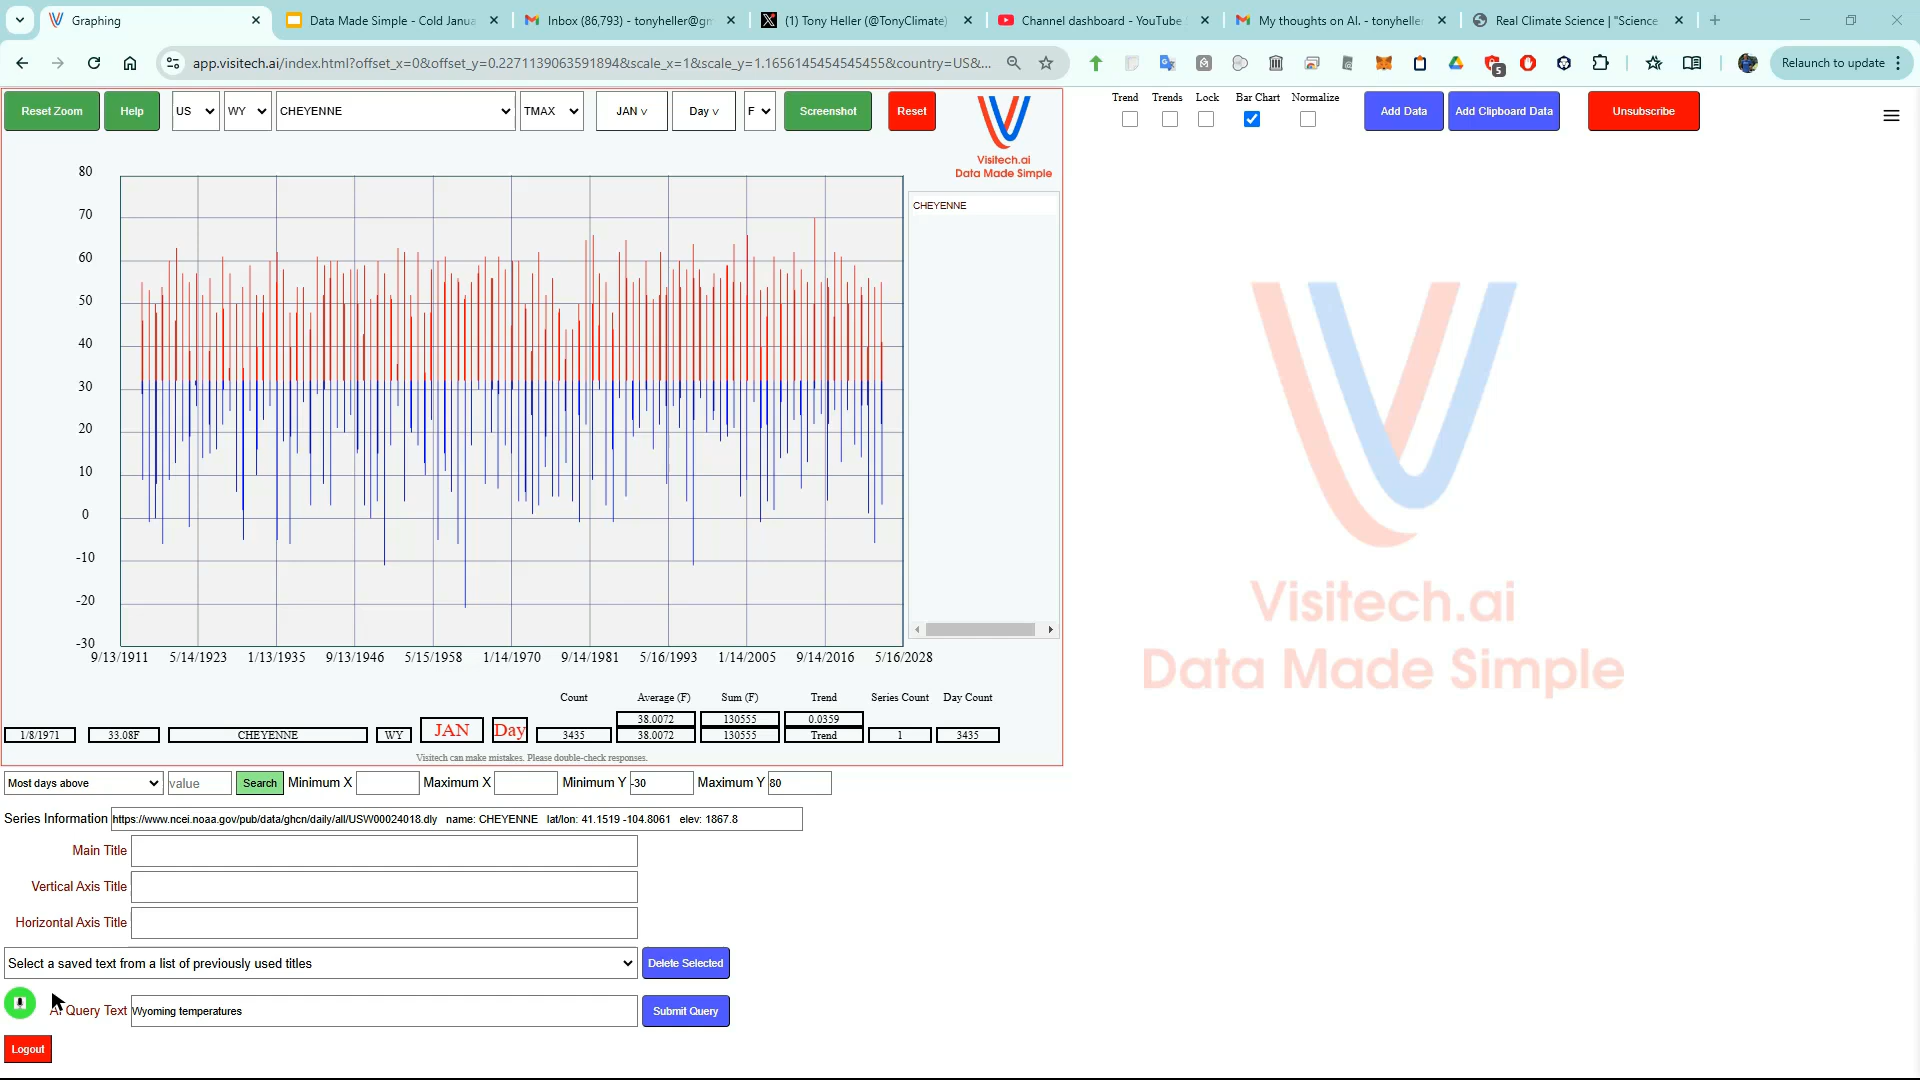 Graphing
Data Made Simple - Cold Janua
Inbox (86,793) - tonyheller@gm
(1) Tony Heller (@TonyClimate)
Channel dashboard - YouTube
My thoughts on AI. - tonyheller
Real Climate Science | "Science
app.visitech.ai/index.html?offset_x=0&offset_y=0.2271139063591894&scale_x=1&scale_y=1.1656145454545455&country=US&...
5
Relaunch to update
Reset Zoom
Help
US
WY
CHEYENNE
TMAX
JAN v
Day v
F
Screenshot
Reset
Visitech.ai
Data Made Simple
Trend
Trends
Lock
Bar Chart
Normalize
Add Data
Add Clipboard Data
Unsubscribe
80
70
60
50
40
30
20
10
0
-10
-20
-30
9/13/1911
5/14/1923
1/13/1935
9/13/1946
5/15/1958
1/14/1970
9/14/1981
5/16/1993
1/14/2005
9/14/2016
5/16/2028
CHEYENNE
Visitech.ai
Data Made Simple
Count
Average (F)
Sum (F)
Trend
Series Count
Day Count
38.0072
130555
0.0359
1/8/1971
33.08F
CHEYENNE
WY
JAN
Day
3435
38.0072
130555
Trend
1
3435
Visitech can make mistakes. Please double-check responses.
Most days above
value
Search
Minimum X
Maximum X
Minimum Y
-30
Maximum Y
80
Series Information
https://www.ncei.noaa.gov/pub/data/ghcn/daily/all/USW00024018.dly name: CHEYENNE lat/lon: 41.1519 -104.8061 elev: 1867.8
Main Title
Vertical Axis Title
Horizontal Axis Title
Select a saved text from a list of previously used titles
Delete Selected
AI Query Text
Wyoming temperatures
Submit Query
Logout